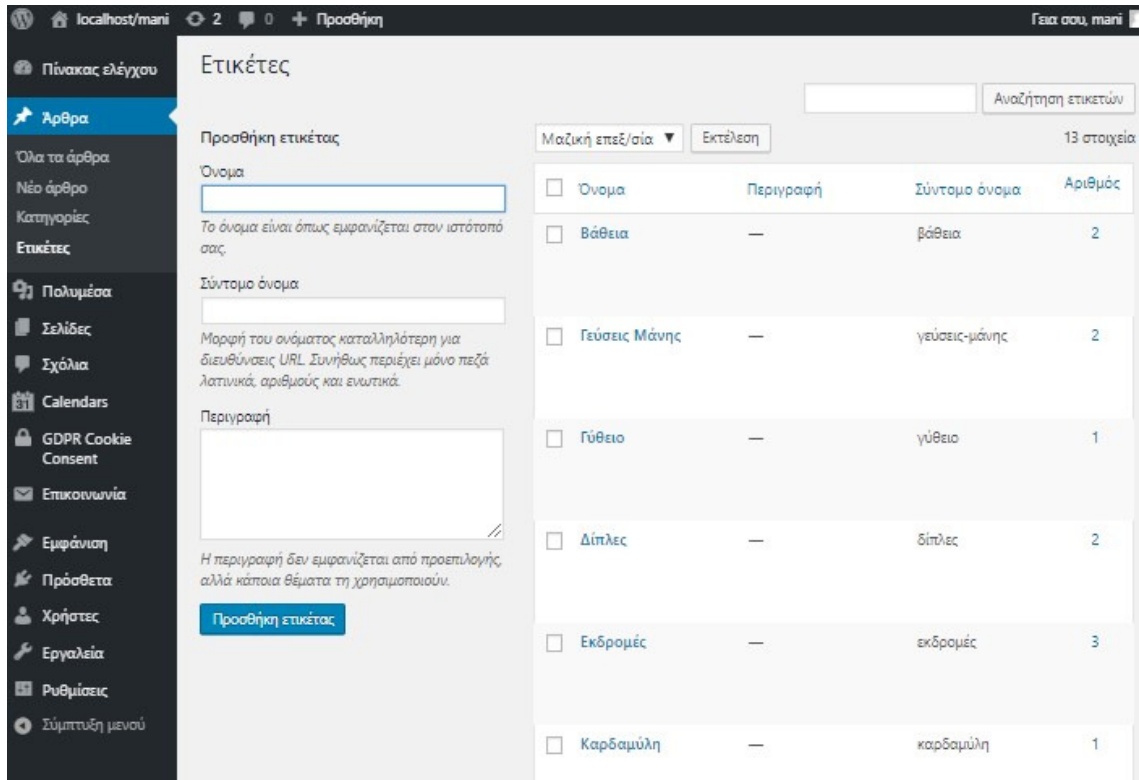 localhost/mani 2 0 Προσθήκη Γεια σου, mani
Πίνακας ελέγχου
Άρθρα
Όλα τα άρθρα
Νέο άρθρο
Κατηγορίες
Ετικέτες
Πολυμέσα
Σελίδες
Σχόλια
Calendars
GDPR Cookie
Consent
Επικοινωνία
Εμφάνιση
Πρόσθετα
Χρήστες
Εργαλεία
Ρυθμίσεις
Σύμπτυξη μενού
Ετικέτες
Αναζήτηση ετικετών
Προσθήκη ετικέτας
Όνομα
Το όνομα είναι όπως εμφανίζεται στον ιστότοπό
σας.
Σύντομο όνομα
Μορφή του ονόματος καταλληλότερη για
διευθύνσεις URL. Συνήθως περιέχει μόνο πεζά
λατινικά, αριθμούς και ενωτικά.
Περιγραφή
Η περιγραφή δεν εμφανίζεται από προεπιλογής,
αλλά κάποια θέματα τη χρησιμοποιούν.
Προσθήκη ετικέτας
Μαζική επεξ/σία Εκτέλεση 13 στοιχεία
Όνομα Περιγραφή Σύντομο όνομα Αριθμός
Βάθεια — βάθεια 2
Γεύσεις Μάνης — γεύσεις-μάνης 2
Γύθειο — γύθειο 1
Δίπλες — δίπλες 2
Εκδρομές — εκδρομές 3
Καρδαμύλη — καρδαμύλη 1